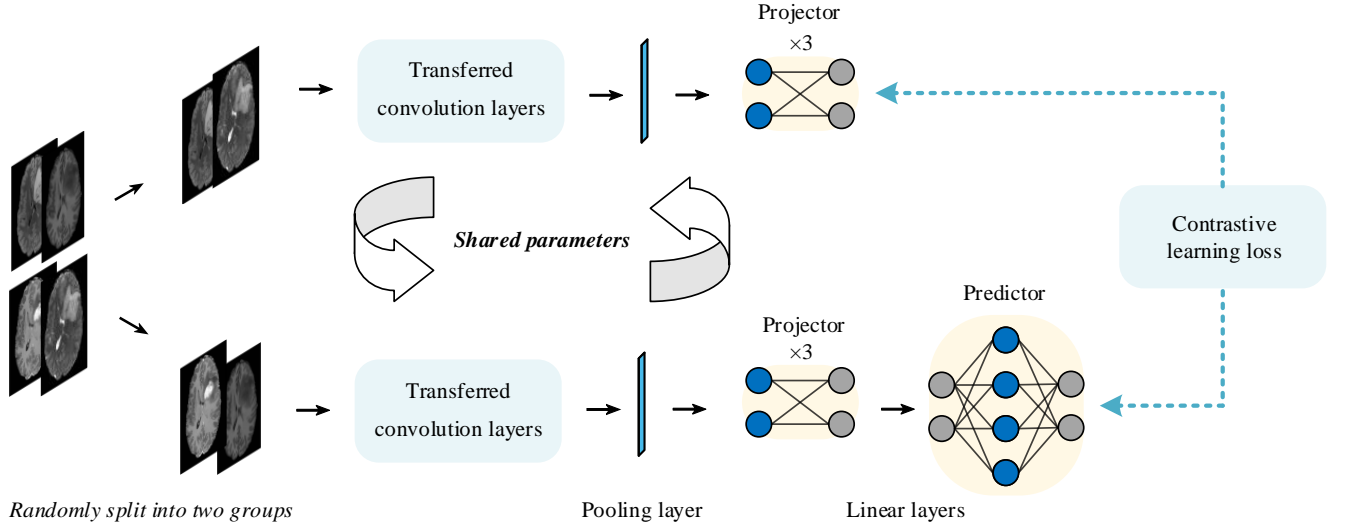 Projector
×3
Transferred
convolution layers
Shared parameters
Contrastive
learning loss
Predictor
Projector
×3
Transferred
convolution layers
Randomly split into two groups
Pooling layer
Linear layers